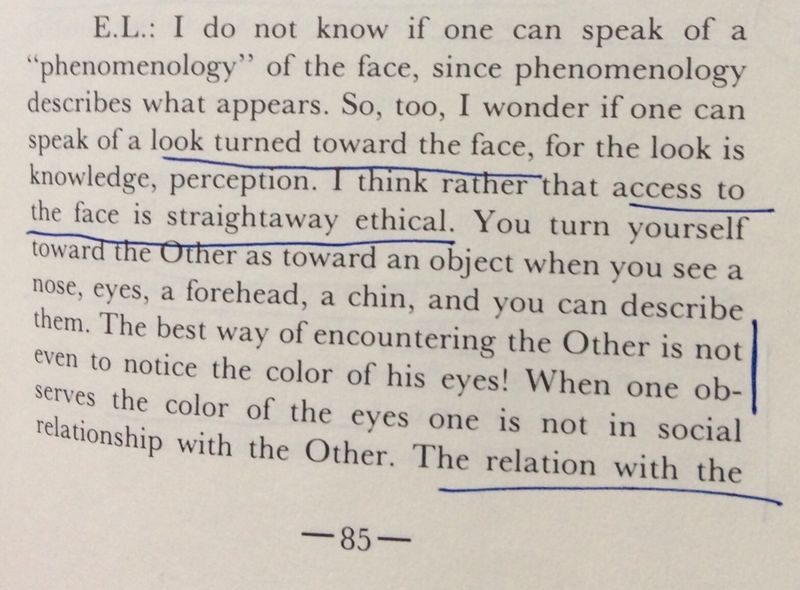 E.L.: I do not know if one can speak of a
“phenomenology” of the face, since phenomenology
describes what appears. So, too, I wonder if one can
speak of a look turned toward the face, for the look is
knowledge, perception. I think rather that access to
the face is straightaway ethical. You turn yourself
toward the Other as toward an object when you see a
nose, eyes, a forehead, a chin, and you can describe
them. The best way of encountering the Other is not
even to notice the color of his eyes! When one ob-
serves the color of the eyes one is not in social
relationship with the Other. The relation with the
—85—